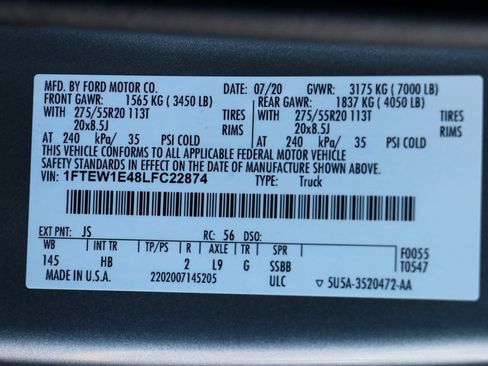 MFD. BY FORD MOTOR CO. DATE: 07/20 GVWR: 3175 KG ( 7000 LB)
FRONT GAWR: 1565 KG ( 3450 LB) REAR GAWR: 1837 KG ( 4050 LB)
WITH 275/55R20 113T TIRES WITH 275/55R20 113T TIRES
20x8.5J RIMS 20x8.5J RIMS
AT 240 kPa/ 35 PSI COLD AT 240 kPa/ 35 PSI COLD
THIS VEHICLE CONFORMS TO ALL APPLICABLE FEDERAL MOTOR VEHICLE
SAFETY STANDARDS IN EFFECT ON THE DATE OF MANUFACTURE SHOWN ABOVE.
VIN: 1FTEW1E48LFC22874 TYPE: Truck
EXT PNT: JS RC: 56 DSO:
WB INT TR TP/PS R AXLE TR SPR F0055
145 HB 2 L9 G SSBB T0547
MADE IN U.S.A. 2202007145205 ULC ▽ 5U5A-3520472-AA